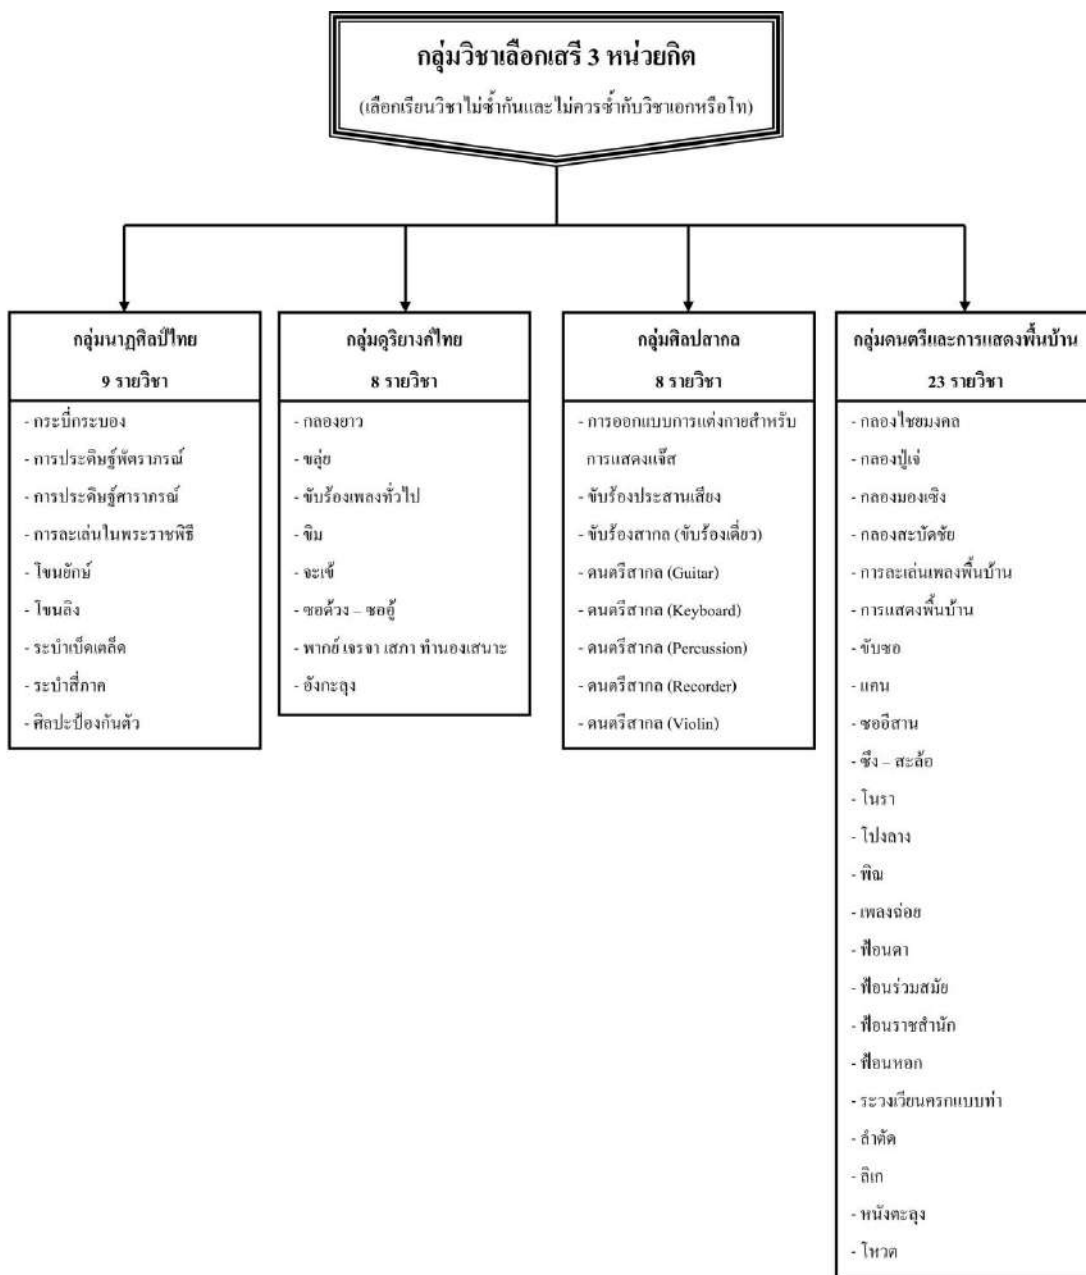 กลุ่มวิชาเลือกเสรี 3 หน่วยกิต
(เลือกเรียนวิชาไม่ซ้ำกันและไม่ควรซ้ำกับวิชาเอกหรือโท)
กลุ่มนาฏศิลป์ไทย
9 รายวิชา
- กระบี่กระบอง
- การประดิษฐ์พัตราภรณ์
- การประดิษฐ์ศาราภรณ์
- การละเล่นในพระราชพิธี
- โขนยักษ์
- โขนลิง
- ระบำเบ็ดเตล็ด
- ระบำสี่ภาค
- ศิลปะป้องกันตัว
กลุ่มดุริยางค์ไทย
8 รายวิชา
- กลองยาว
- ขลุ่ย
- ขับร้องเพลงทั่วไป
- ขิม
- จะเข้
- ซอด้วง – ซออู้
- พากย์ เจรจา เสภา ทำนองเสนาะ
- อังกะลุง
กลุ่มศิลปสากล
8 รายวิชา
- การออกแบบการแต่งกายสำหรับ
การแสดงแจ๊ส
- ขับร้องประสานเสียง
- ขับร้องสากล (ขับร้องเดี่ยว)
- ดนตรีสากล (Guitar)
- ดนตรีสากล (Keyboard)
- ดนตรีสากล (Percussion)
- ดนตรีสากล (Recorder)
- ดนตรีสากล (Violin)
กลุ่มดนตรีและการแสดงพื้นบ้าน
23 รายวิชา
- กลองไชยมงคล
- กลองปู่เจ่
- กลองมองเซิง
- กลองสะบัดชัย
- การละเล่นเพลงพื้นบ้าน
- การแสดงพื้นบ้าน
- ขับซอ
- แคน
- ซออีสาน
- ซึง – สะล้อ
- โนรา
- โปงลาง
- พิณ
- เพลงฉ่อย
- ฟ้อนดา
- ฟ้อนร่วมสมัย
- ฟ้อนราชสำนัก
- ฟ้อนหอก
- ระวงเวียนครกแบบท่า
- ลำตัด
- ลิเก
- หนังตะลุง
- โหวด